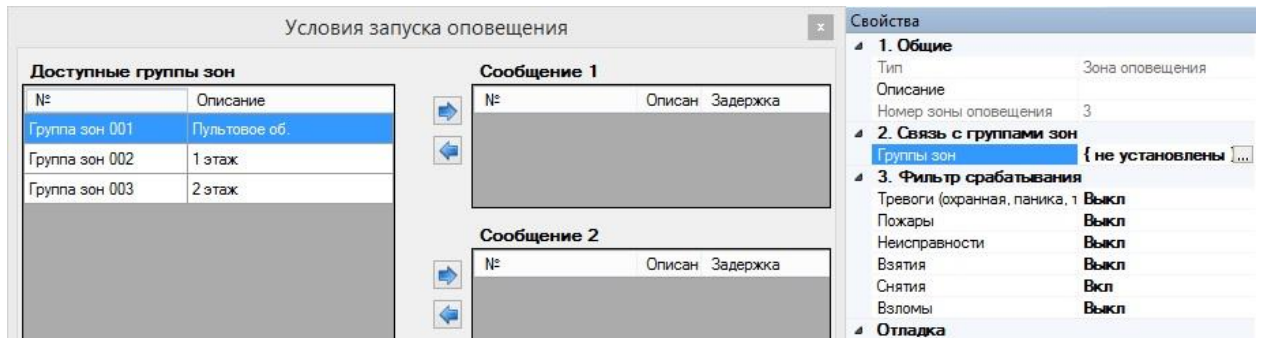 Условия запуска оповещения
x
Доступные группы зон
№ Описание
Группа зон 001 Пультовое об.
Группа зон 002 1 этаж
Группа зон 003 2 этаж
Сообщение 1
№ Описан Задержка
Сообщение 2
№ Описан Задержка
Свойства
1. Общие
Тип Зона оповещения
Описание
Номер зоны оповещения 3
2. Связь с группами зон
Группы зон { не установлены } ...
3. Фильтр срабатывания
Тревоги (охранная, паника, т Выкл
Пожары Выкл
Неисправности Выкл
Взятия Выкл
Снятия Вкл
Взломы Выкл
Отладка